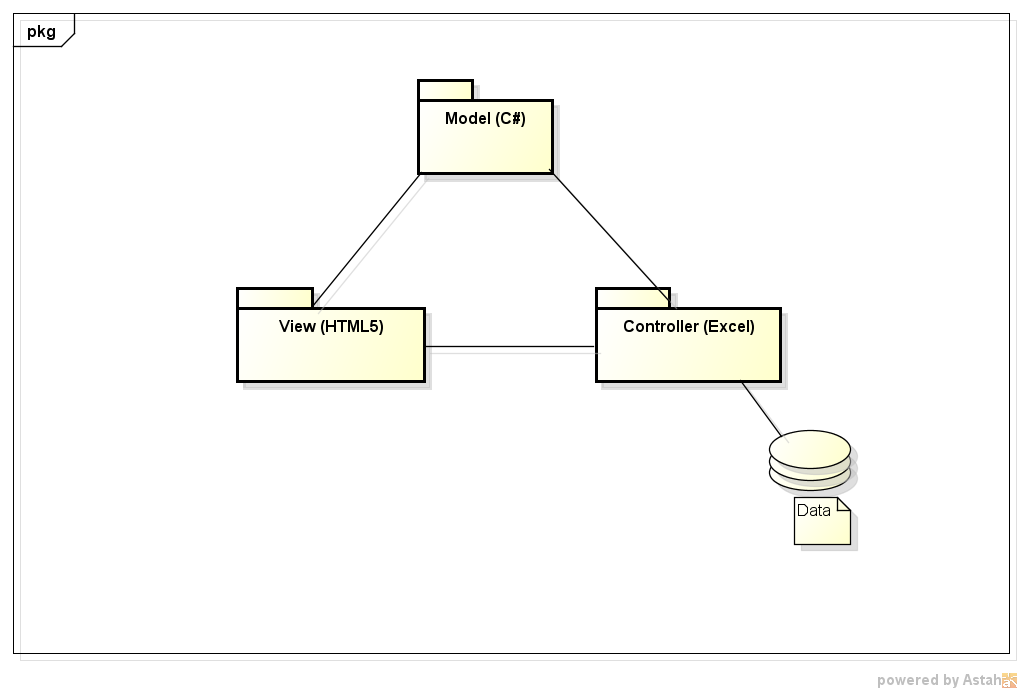 pkg
Model (C#)
View (HTML5)
Controller (Excel)
Data
powered by Astah